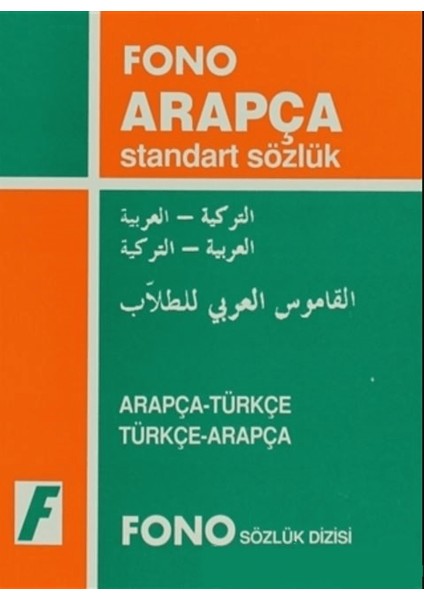 FONO
ARAPÇA
standart sözlük
التركية – العربية
العربية – التركية
القاموس العربي للطلاّب
ARAPÇA-TÜRKÇE
TÜRKÇE-ARAPÇA
F
FONO SÖZLÜK DİZİSİ